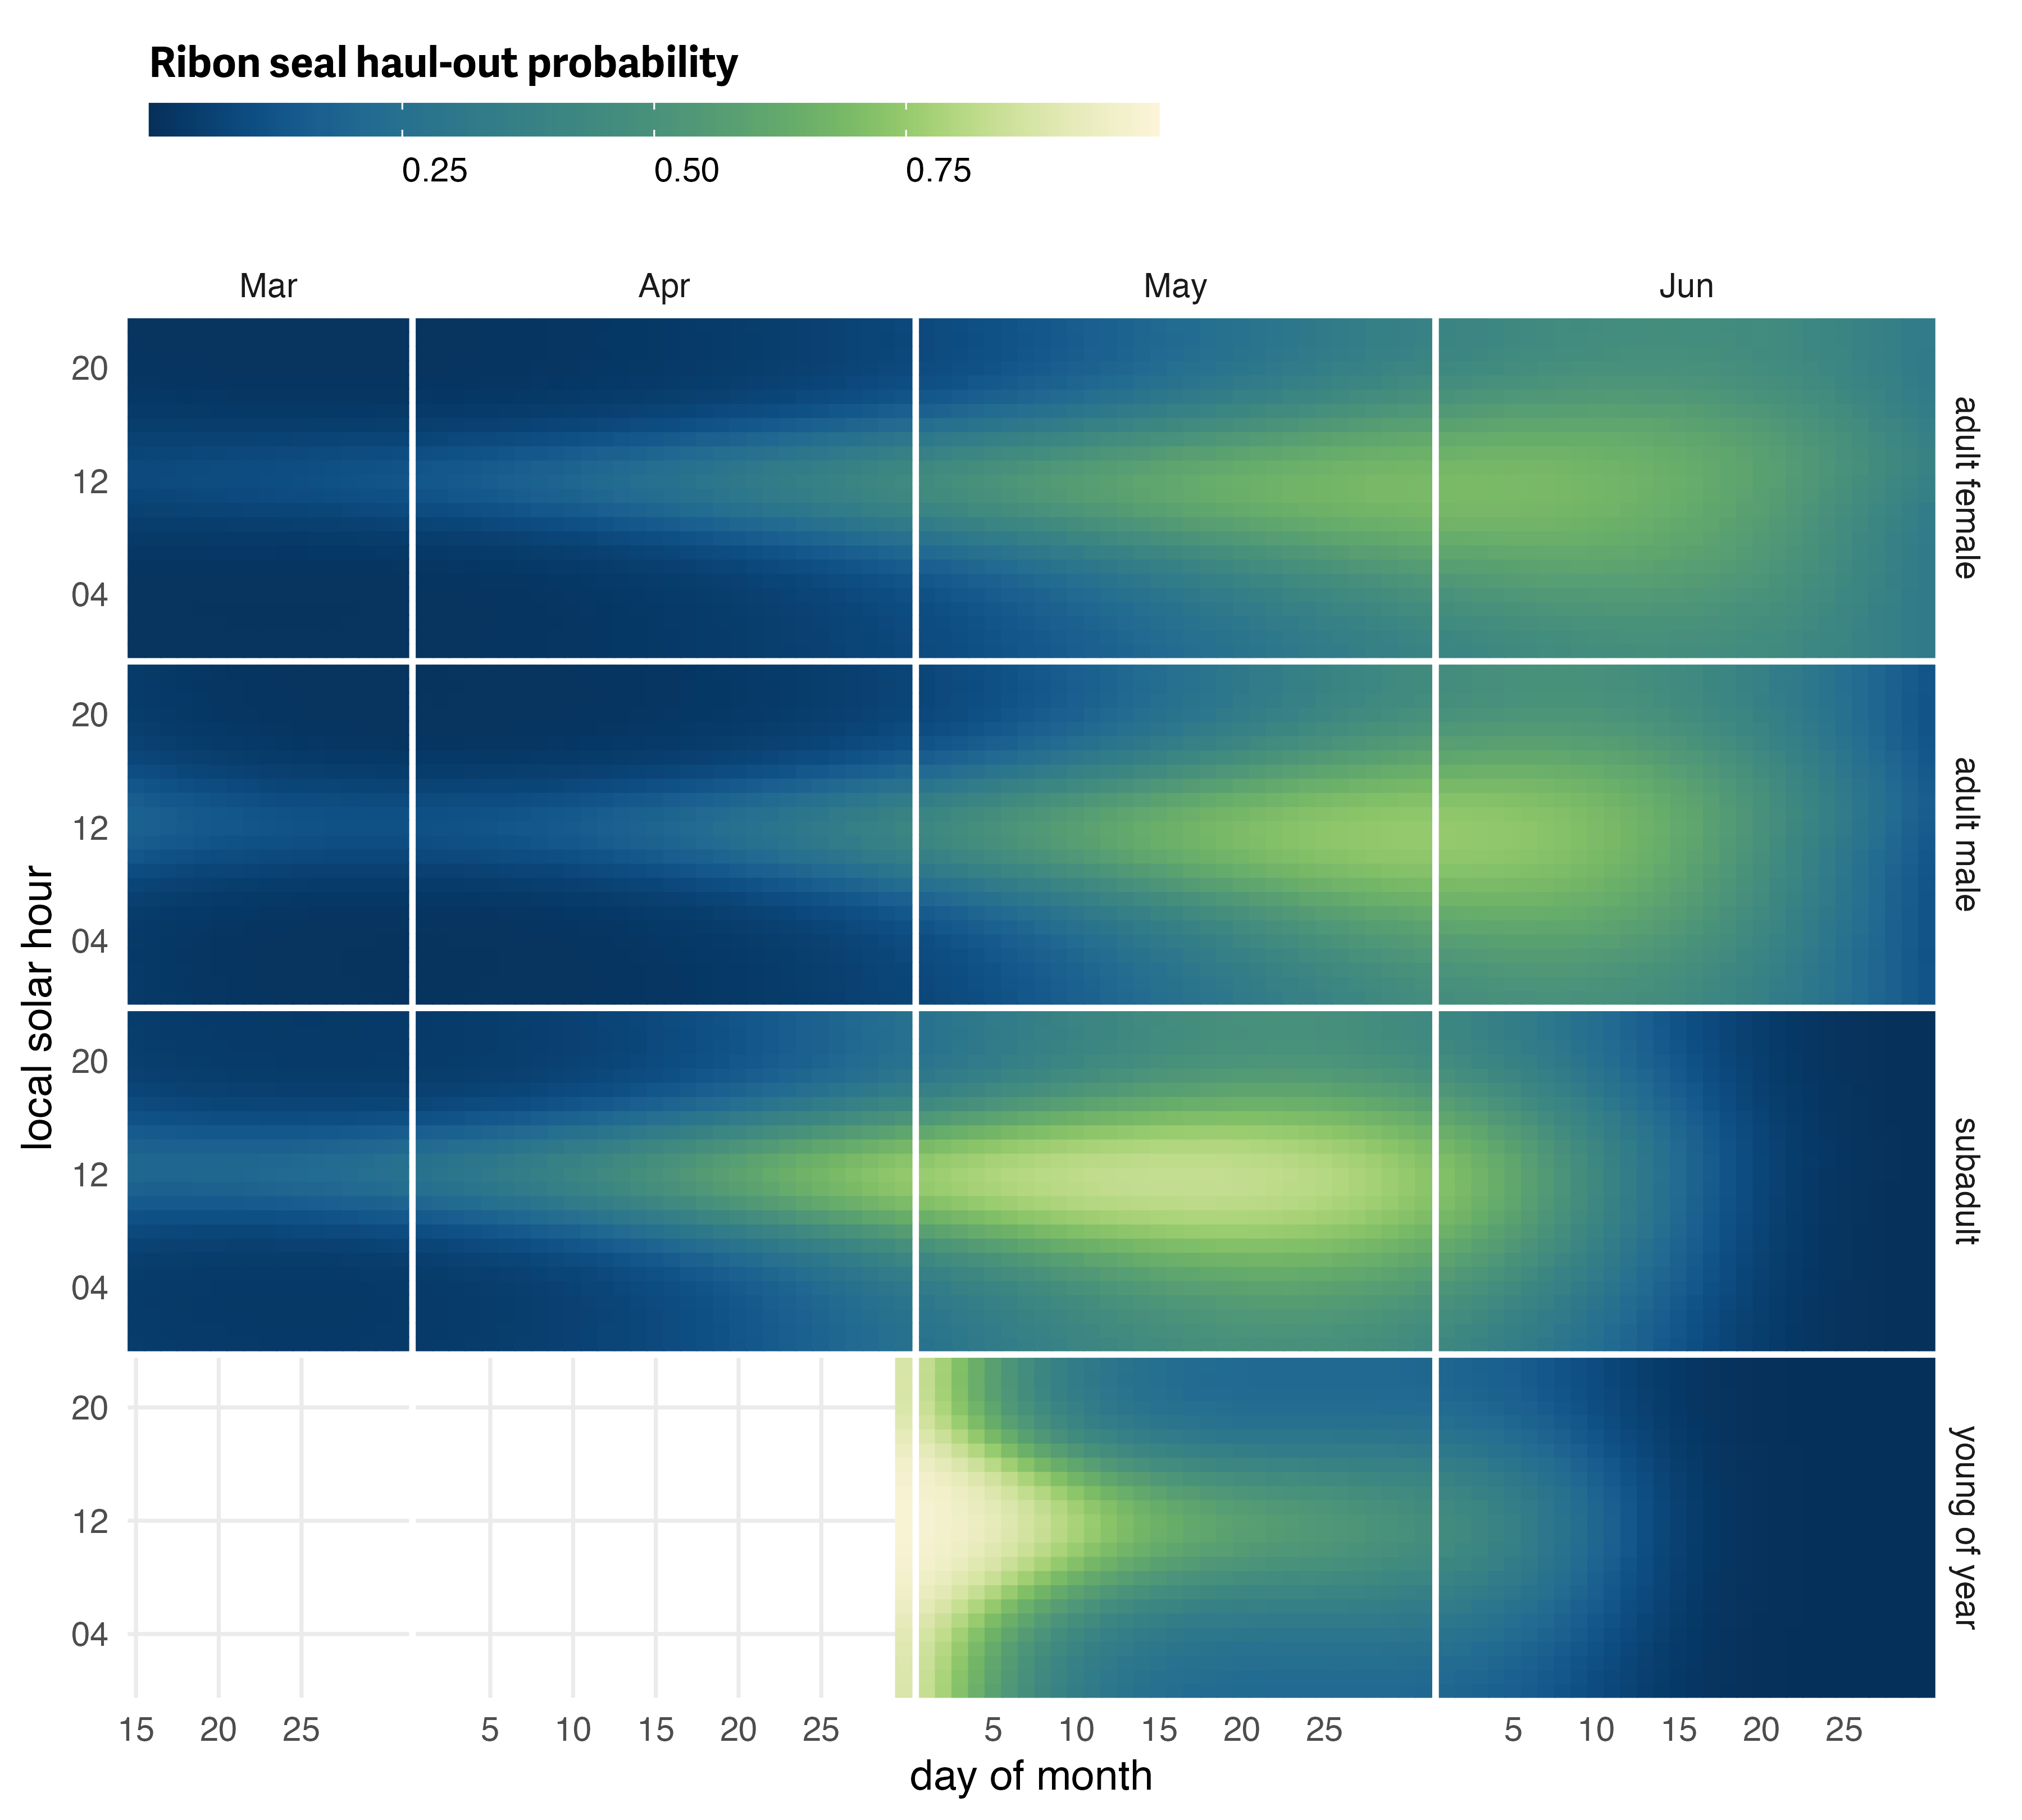 Ribon seal haul-out probability
0.25 0.50 0.75
Mar Apr May Jun
20
12
04
adult female
20
12
04
adult male
20
12
04
subadult
20
12
04
young of year
local solar hour
15 20 25 5 10 15 20 25 5 10 15 20 25 5 10 15 20 25
day of month